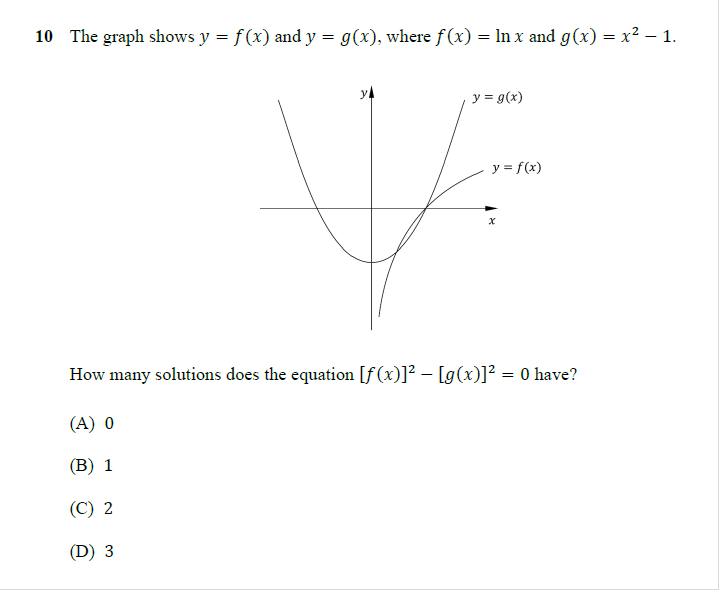 10 The graph shows y = f(x) and y = g(x), where f(x) = ln x and g(x) = x² − 1.
y
y = g(x)
y = f(x)
x
How many solutions does the equation [f(x)]² − [g(x)]² = 0 have?
(A) 0
(B) 1
(C) 2
(D) 3